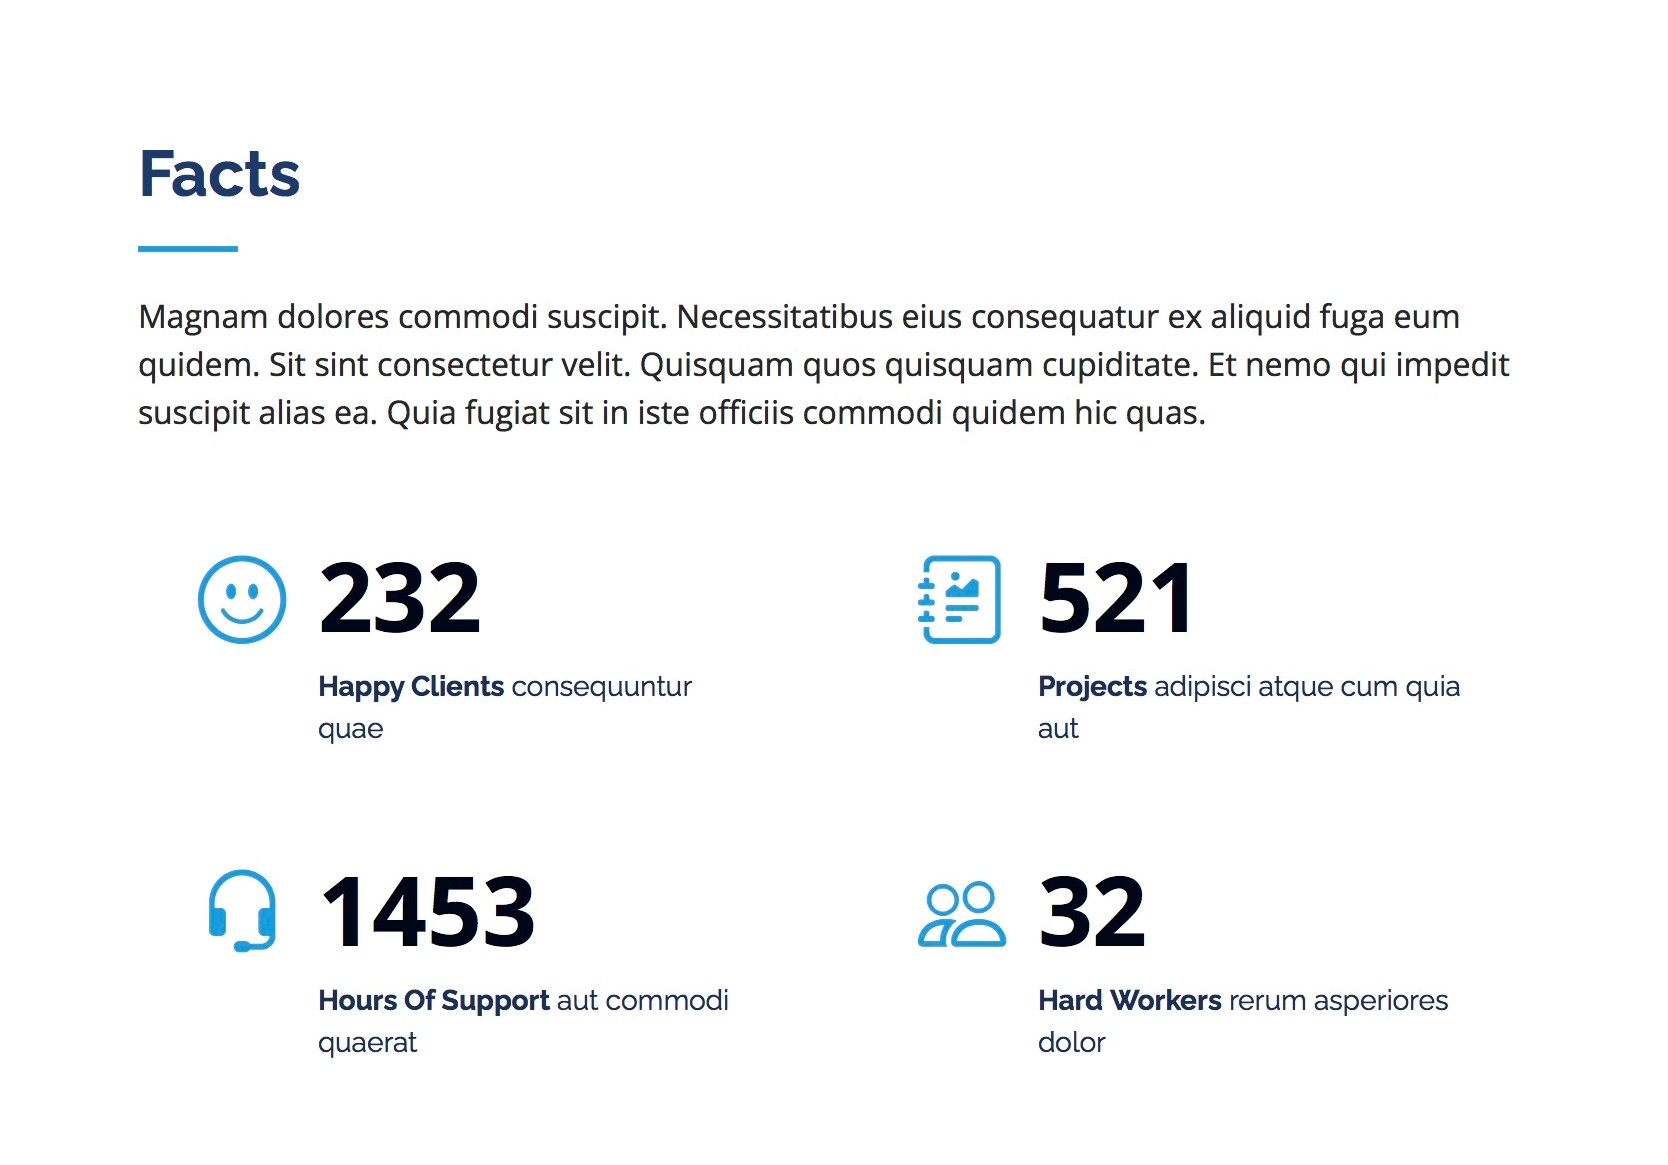 Facts
Magnam dolores commodi suscipit. Necessitatibus eius consequatur ex aliquid fuga eum
quidem. Sit sint consectetur velit. Quisquam quos quisquam cupiditate. Et nemo qui impedit
suscipit alias ea. Quia fugiat sit in iste officiis commodi quidem hic quas.
232
Happy Clients consequuntur
quae
521
Projects adipisci atque cum quia
aut
1453
Hours Of Support aut commodi
quaerat
32
Hard Workers rerum asperiores
dolor